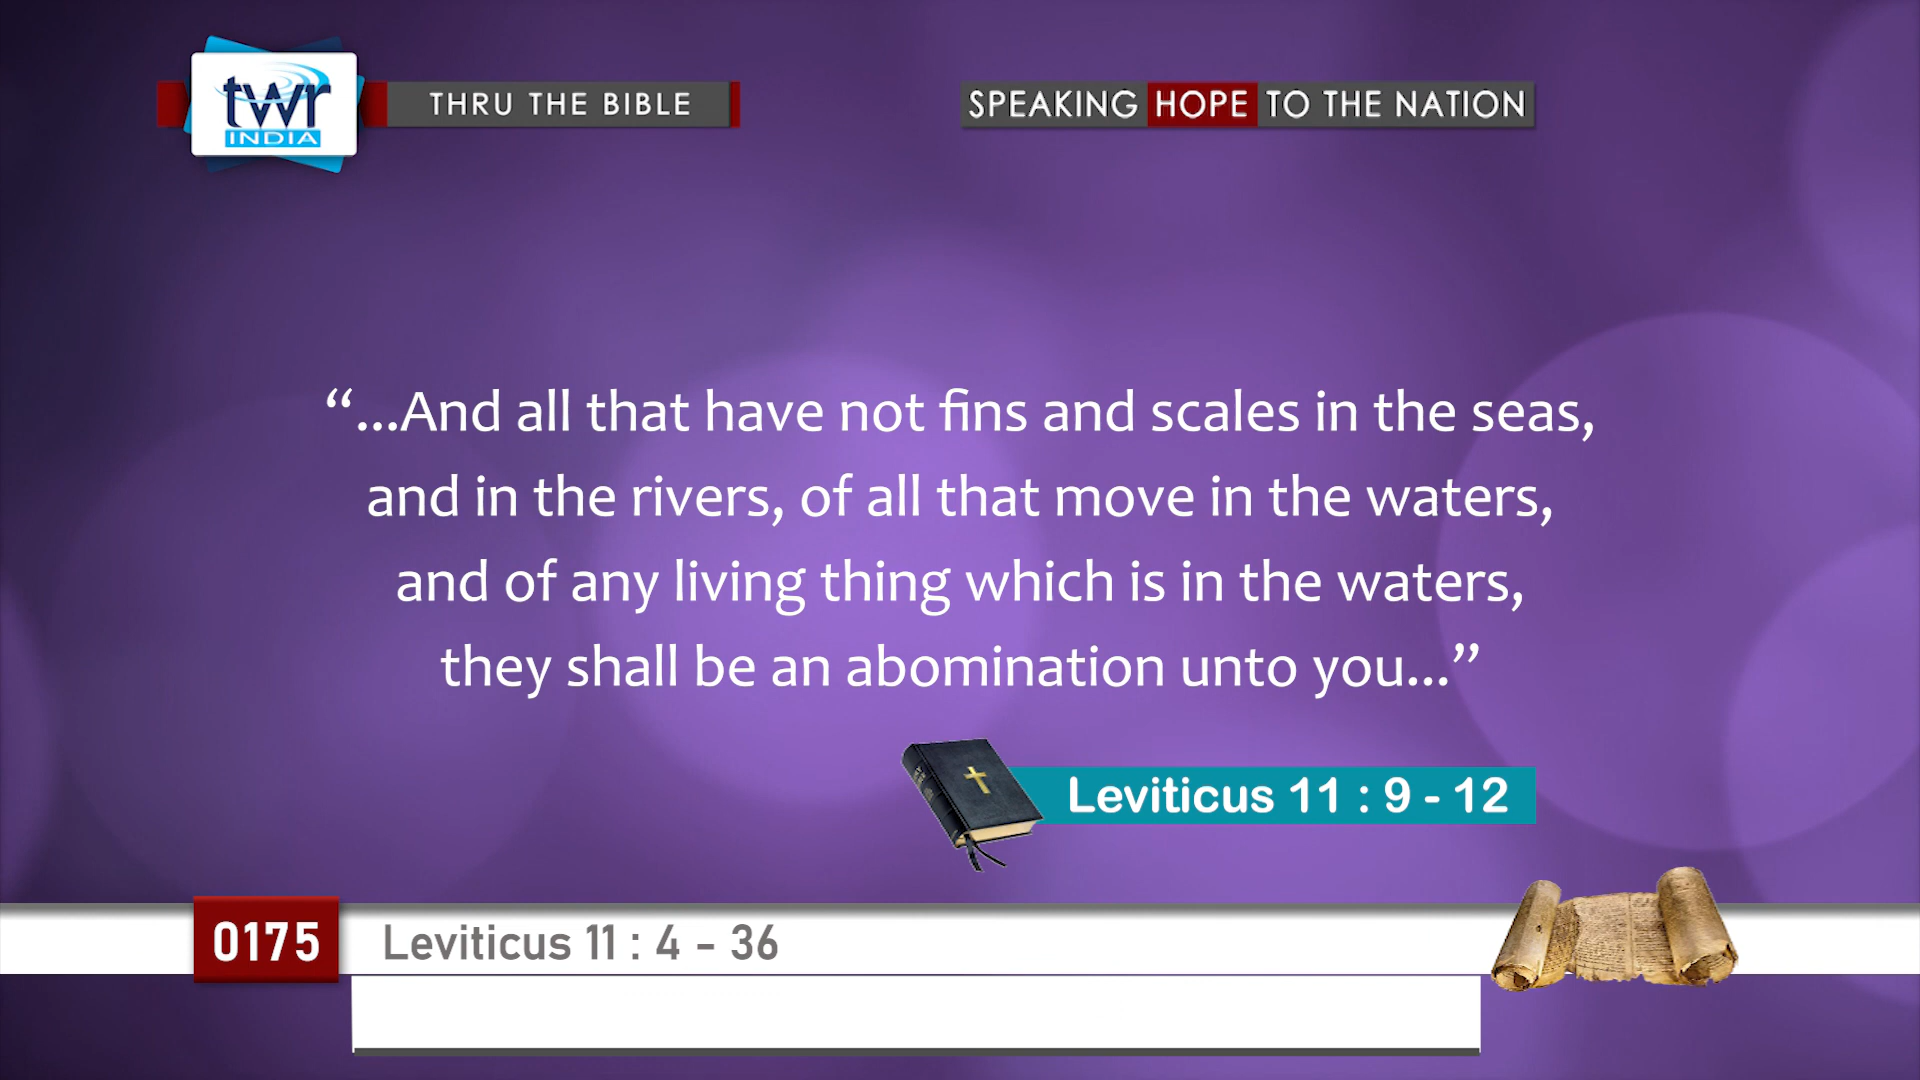 twr
INDIA
THRU THE BIBLE
SPEAKING HOPE TO THE NATION
“...And all that have not fins and scales in the seas,
and in the rivers, of all that move in the waters,
and of any living thing which is in the waters,
they shall be an abomination unto you...”
Leviticus 11 : 9 - 12
0175
Leviticus 11 : 4 - 36